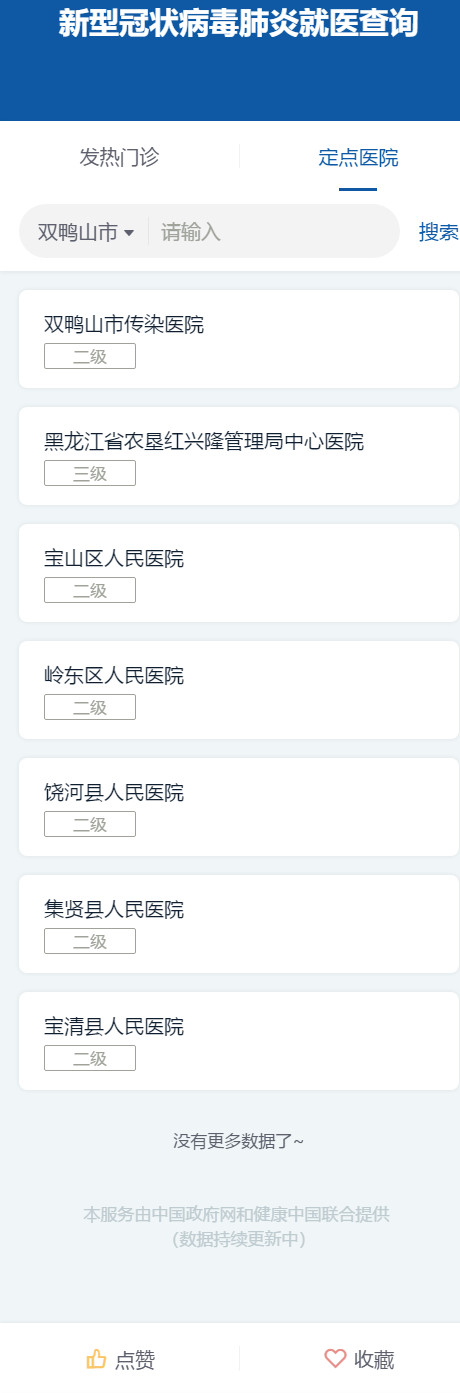 新型冠状病毒肺炎就医查询
发热门诊 定点医院
双鸭山市 请输入 搜索
双鸭山市传染医院
二级
黑龙江省农垦红兴隆管理局中心医院
三级
宝山区人民医院
二级
岭东区人民医院
二级
饶河县人民医院
二级
集贤县人民医院
二级
宝清县人民医院
二级
没有更多数据了~
本服务由中国政府网和健康中国联合提供
（数据持续更新中）
点赞 收藏